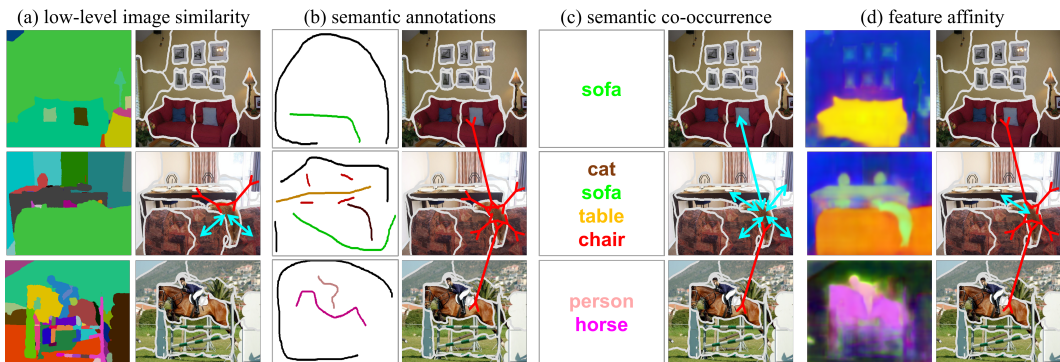 (a) low-level image similarity
(b) semantic annotations
(c) semantic co-occurrence
(d) feature affinity
sofa
cat
sofa
table
chair
person
horse